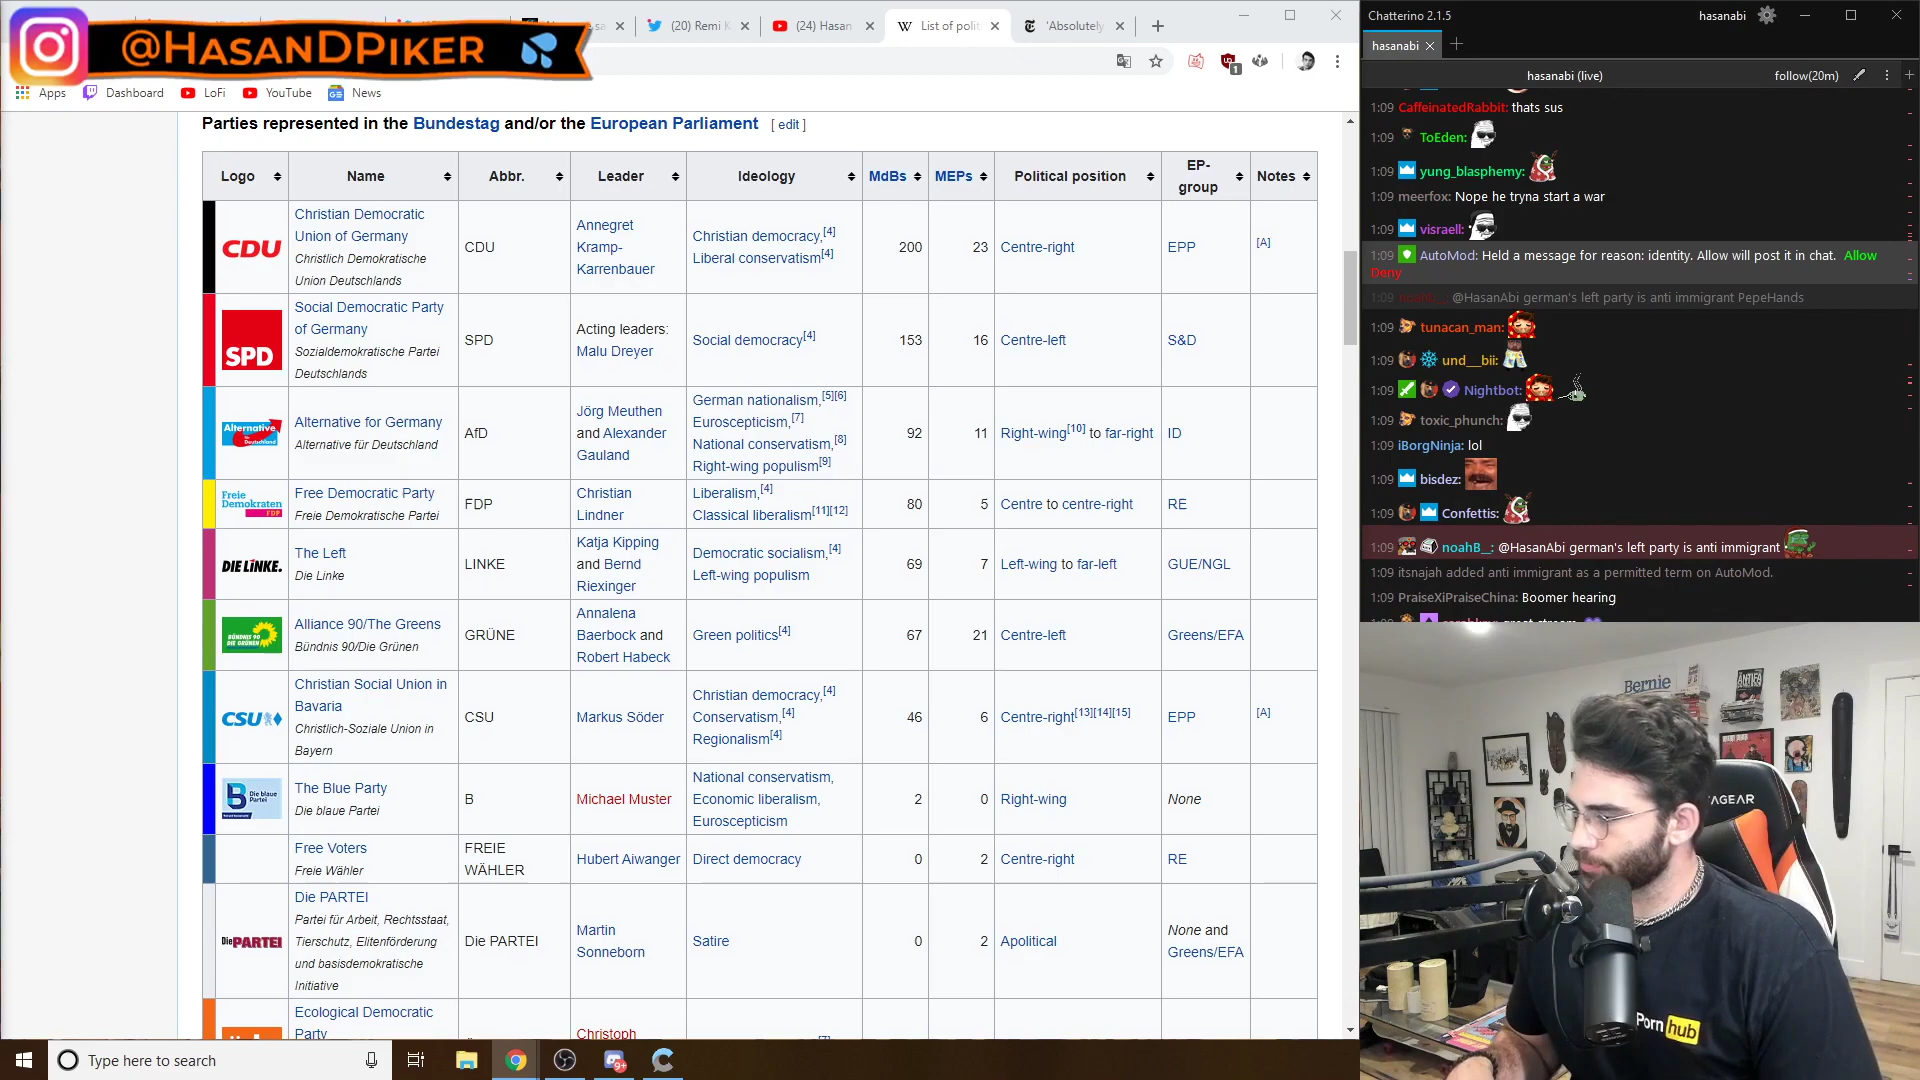 @HasanDPiker
(20) Remi K
(24) Hasan
List of polit
'Absolutely
Apps
Dashboard
LoFi
YouTube
News
1
Parties represented in the Bundestag and/or the European Parliament [ edit ]
Logo Name Abbr. Leader Ideology MdBs MEPs Political position EP-
group Notes
CDU
Christian Democratic
Union of Germany
Christlich Demokratische
Union Deutschlands
CDU
Annegret
Kramp-
Karrenbauer
Christian democracy,[4]
Liberal conservatism[4]
200
23
Centre-right
EPP
[A]
SPD
Social Democratic Party
of Germany
Sozialdemokratische Partei
Deutschlands
SPD
Acting leaders:
Malu Dreyer
Social democracy[4]
153
16
Centre-left
S&D
Alternative
für Deutschland
Alternative for Germany
Alternative für Deutschland
AfD
Jörg Meuthen
and Alexander
Gauland
German nationalism,[5][6]
Euroscepticism,[7]
National conservatism,[8]
Right-wing populism[9]
92
11
Right-wing[10] to far-right
ID
Freie
Demokraten
FDP
Free Democratic Party
Freie Demokratische Partei
FDP
Christian
Lindner
Liberalism,[4]
Classical liberalism[11][12]
80
5
Centre to centre-right
RE
DIE LINKE.
The Left
Die Linke
LINKE
Katja Kipping
and Bernd
Riexinger
Democratic socialism,[4]
Left-wing populism
69
7
Left-wing to far-left
GUE/NGL
BÜNDNIS 90
DIE GRÜNEN
Alliance 90/The Greens
Bündnis 90/Die Grünen
GRÜNE
Annalena
Baerbock and
Robert Habeck
Green politics[4]
67
21
Centre-left
Greens/EFA
CSU
Christian Social Union in
Bavaria
Christlich-Soziale Union in
Bayern
CSU
Markus Söder
Christian democracy,[4]
Conservatism,[4]
Regionalism[4]
46
6
Centre-right[13][14][15]
EPP
[A]
B Die blaue
Partei
The Blue Party
Die blaue Partei
B
Michael Muster
National conservatism,
Economic liberalism,
Euroscepticism
2
0
Right-wing
None
Free Voters
Freie Wähler
FREIE
WÄHLER
Hubert Aiwanger
Direct democracy
0
2
Centre-right
RE
Die PARTEI
Die PARTEI
Partei für Arbeit, Rechtsstaat,
Tierschutz, Elitenförderung
und basisdemokratische
Initiative
Die PARTEI
Martin
Sonneborn
Satire
0
2
Apolitical
None and
Greens/EFA
Ecological Democratic
Party
Christoph
Type here to search
Chatterino 2.1.5
hasanabi
hasanabi
hasanabi (live)
follow(20m)
1:09 CaffeinatedRabbit: thats sus
1:09 ToEden:
1:09 yung_blasphemy:
1:09 meerfox: Nope he tryna start a war
1:09 visraell:
1:09 AutoMod: Held a message for reason: identity. Allow will post it in chat. Allow
Deny
1:09 noahB_: @HasanAbi german's left party is anti immigrant PepeHands
1:09 tunacan_man:
1:09 und__bii:
1:09 Nightbot:
1:09 toxic_phunch:
1:09 iBorgNinja: lol
1:09 bisdez:
1:09 Confettis:
1:09 noahB_: @HasanAbi german's left party is anti immigrant
1:09 itsnajah added anti immigrant as a permitted term on AutoMod.
1:09 PraiseXiPraiseChina: Boomer hearing
Bernie
ANTIFA
AGEAR
Porn hub